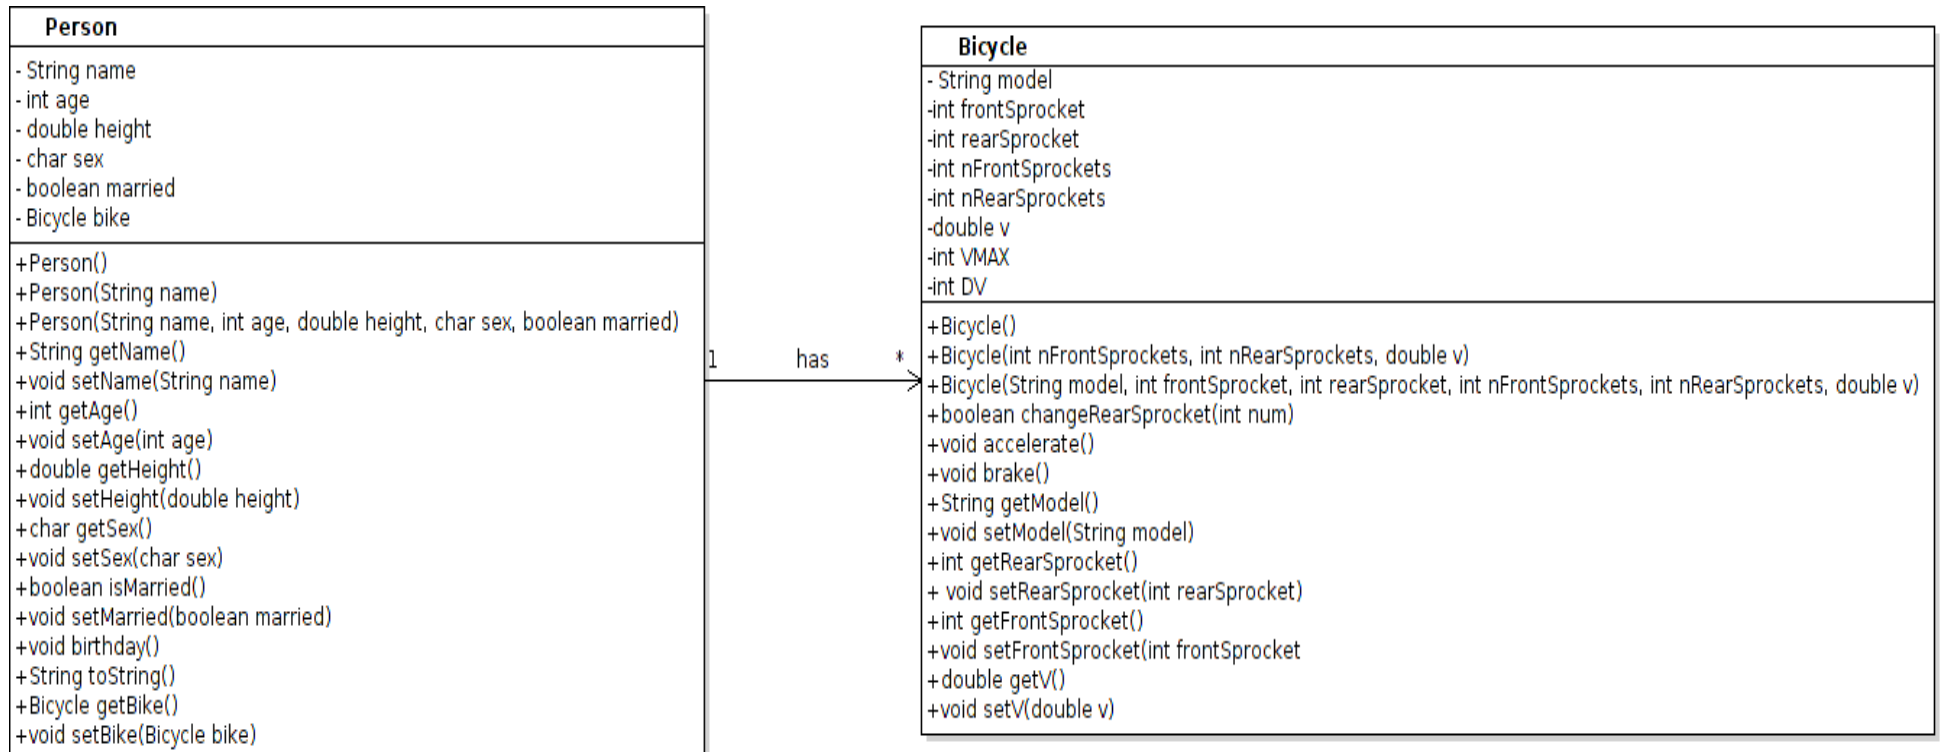 Person
- String name
- int age
- double height
- char sex
- boolean married
- Bicycle bike
+Person()
+Person(String name)
+Person(String name, int age, double height, char sex, boolean married)
+String getName()
+void setName(String name)
+int getAge()
+void setAge(int age)
+double getHeight()
+void setHeight(double height)
+char getSex()
+void setSex(char sex)
+boolean isMarried()
+void setMarried(boolean married)
+void birthday()
+String toString()
+Bicycle getBike()
+void setBike(Bicycle bike)
1 has *
Bicycle
- String model
-int frontSprocket
-int rearSprocket
-int nFrontSprockets
-int nRearSprockets
-double v
-int VMAX
-int DV
+Bicycle()
+Bicycle(int nFrontSprockets, int nRearSprockets, double v)
+Bicycle(String model, int frontSprocket, int rearSprocket, int nFrontSprockets, int nRearSprockets, double v)
+boolean changeRearSprocket(int num)
+void accelerate()
+void brake()
+String getModel()
+void setModel(String model)
+int getRearSprocket()
+ void setRearSprocket(int rearSprocket)
+int getFrontSprocket()
+void setFrontSprocket(int frontSprocket
+double getV()
+void setV(double v)